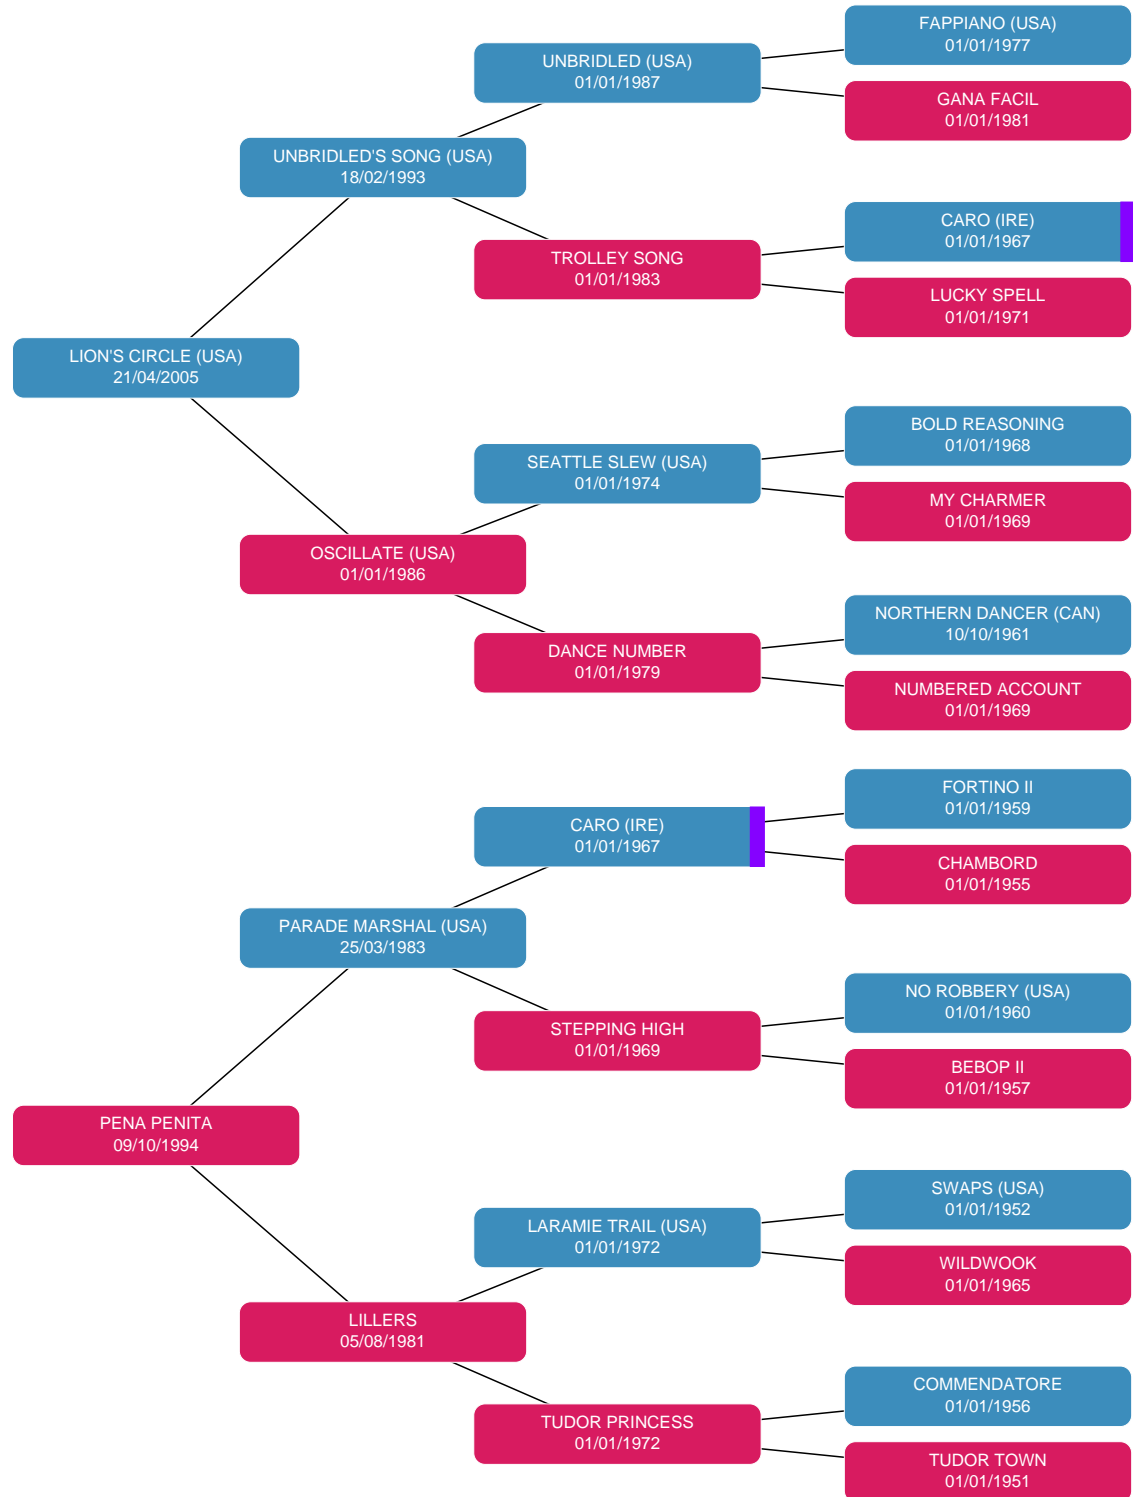 FAPPIANO (USA)
01/01/1977
UNBRIDLED (USA)
01/01/1987
GANA FACIL
01/01/1981
UNBRIDLED'S SONG (USA)
18/02/1993
CARO (IRE)
01/01/1967
TROLLEY SONG
01/01/1983
LUCKY SPELL
01/01/1971
LION'S CIRCLE (USA)
21/04/2005
BOLD REASONING
01/01/1968
SEATTLE SLEW (USA)
01/01/1974
MY CHARMER
01/01/1969
OSCILLATE (USA)
01/01/1986
NORTHERN DANCER (CAN)
10/10/1961
DANCE NUMBER
01/01/1979
NUMBERED ACCOUNT
01/01/1969
FORTINO II
01/01/1959
CARO (IRE)
01/01/1967
CHAMBORD
01/01/1955
PARADE MARSHAL (USA)
25/03/1983
NO ROBBERY (USA)
01/01/1960
STEPPING HIGH
01/01/1969
BEBOP II
01/01/1957
PENA PENITA
09/10/1994
SWAPS (USA)
01/01/1952
LARAMIE TRAIL (USA)
01/01/1972
WILDWOOK
01/01/1965
LILLERS
05/08/1981
COMMENDATORE
01/01/1956
TUDOR PRINCESS
01/01/1972
TUDOR TOWN
01/01/1951